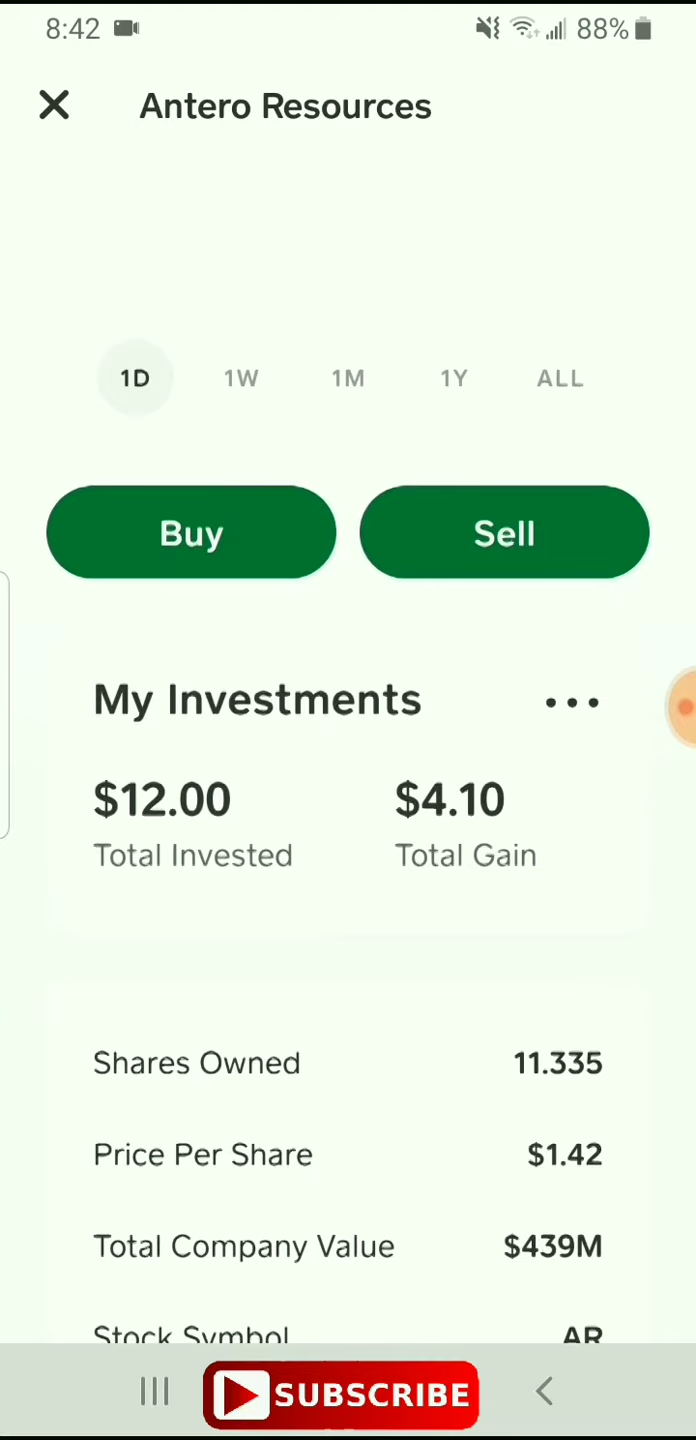 8:42 88%
Antero Resources
1D 1W 1M 1Y ALL
Buy Sell
My Investments
$12.00 $4.10
Total Invested Total Gain
Shares Owned 11.335
Price Per Share $1.42
Total Company Value $439M
Stock Symbol AR
SUBSCRIBE